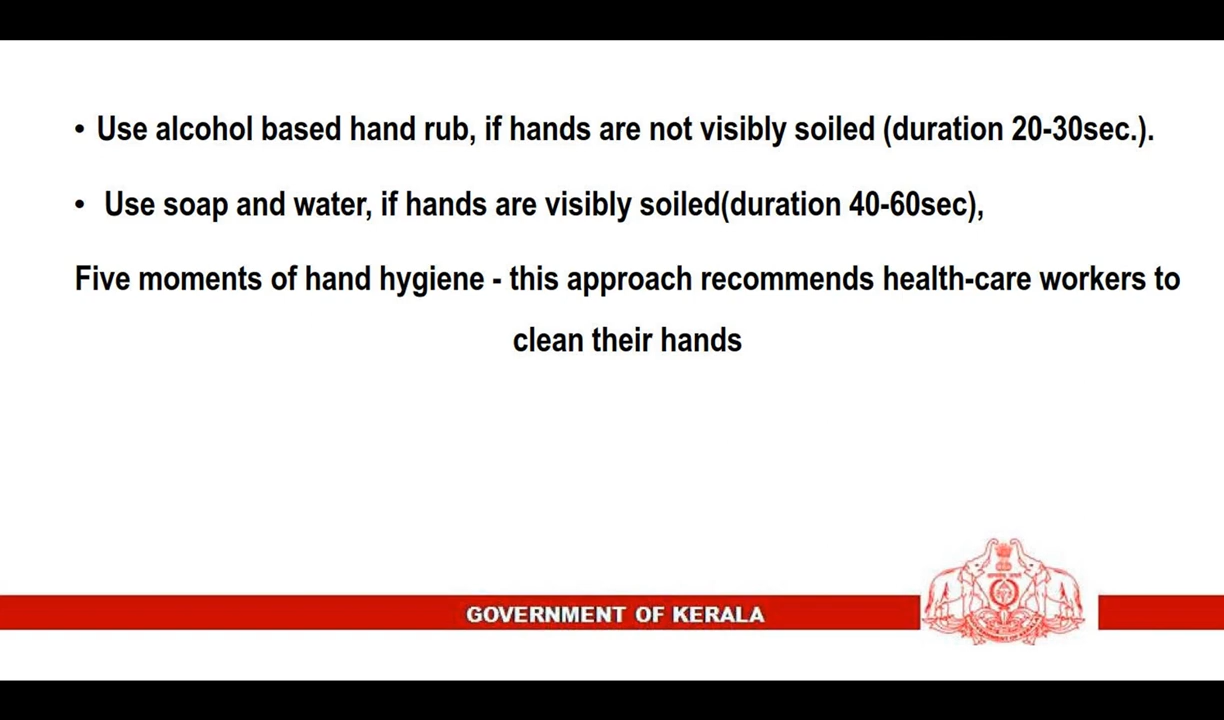 • Use alcohol based hand rub, if hands are not visibly soiled (duration 20-30sec.).
• Use soap and water, if hands are visibly soiled(duration 40-60sec),
Five moments of hand hygiene - this approach recommends health-care workers to
clean their hands
GOVERNMENT OF KERALA